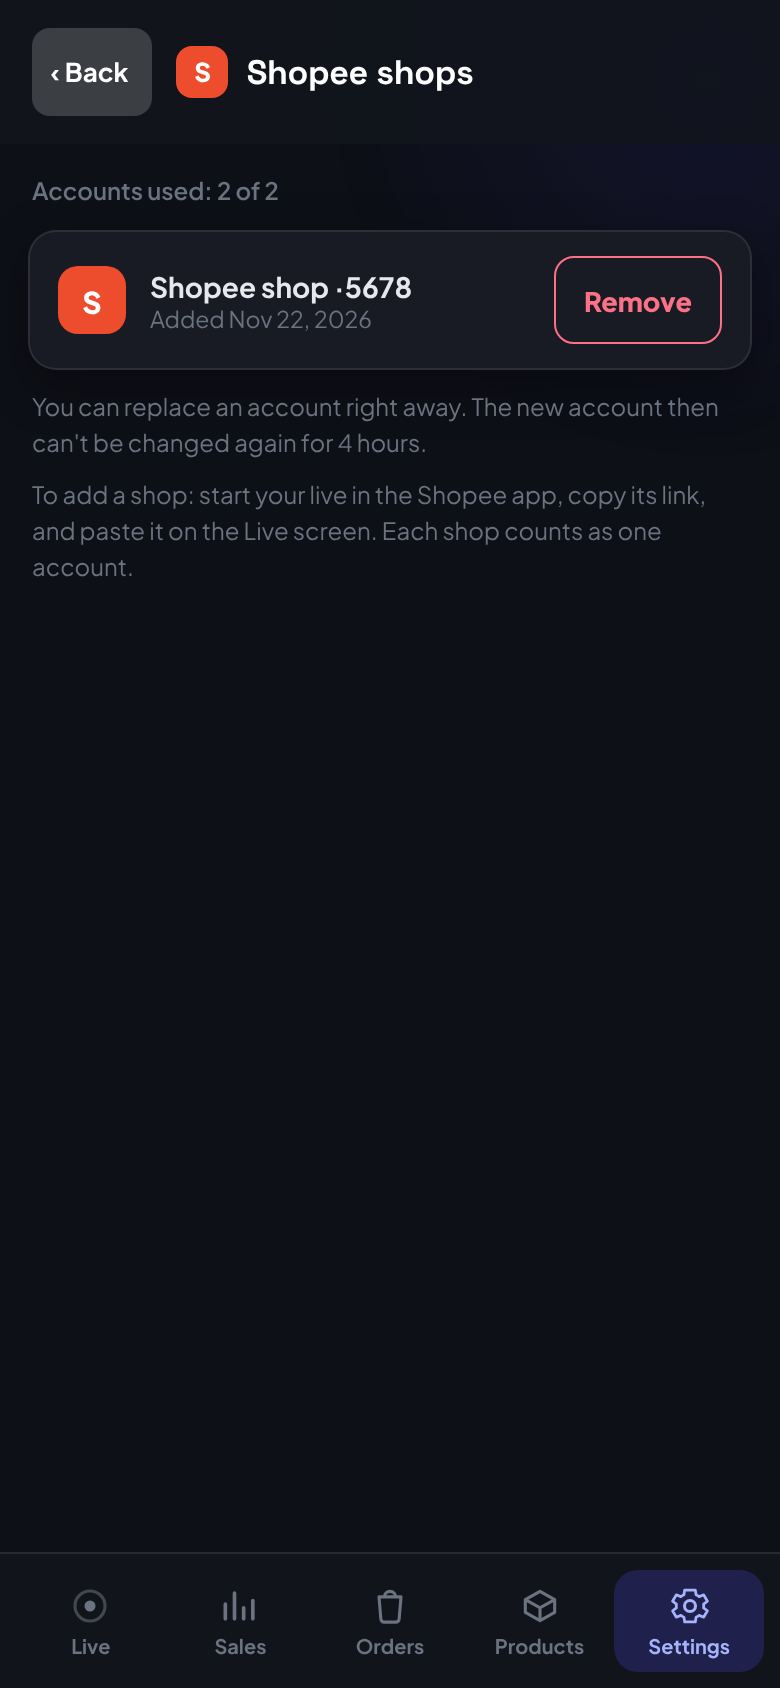 ‹ Back
S
Shopee shops
Accounts used: 2 of 2
S
Shopee shop ·5678
Added Nov 22, 2026
Remove
You can replace an account right away. The new account then
can't be changed again for 4 hours.
To add a shop: start your live in the Shopee app, copy its link,
and paste it on the Live screen. Each shop counts as one
account.
Live
Sales
Orders
Products
Settings